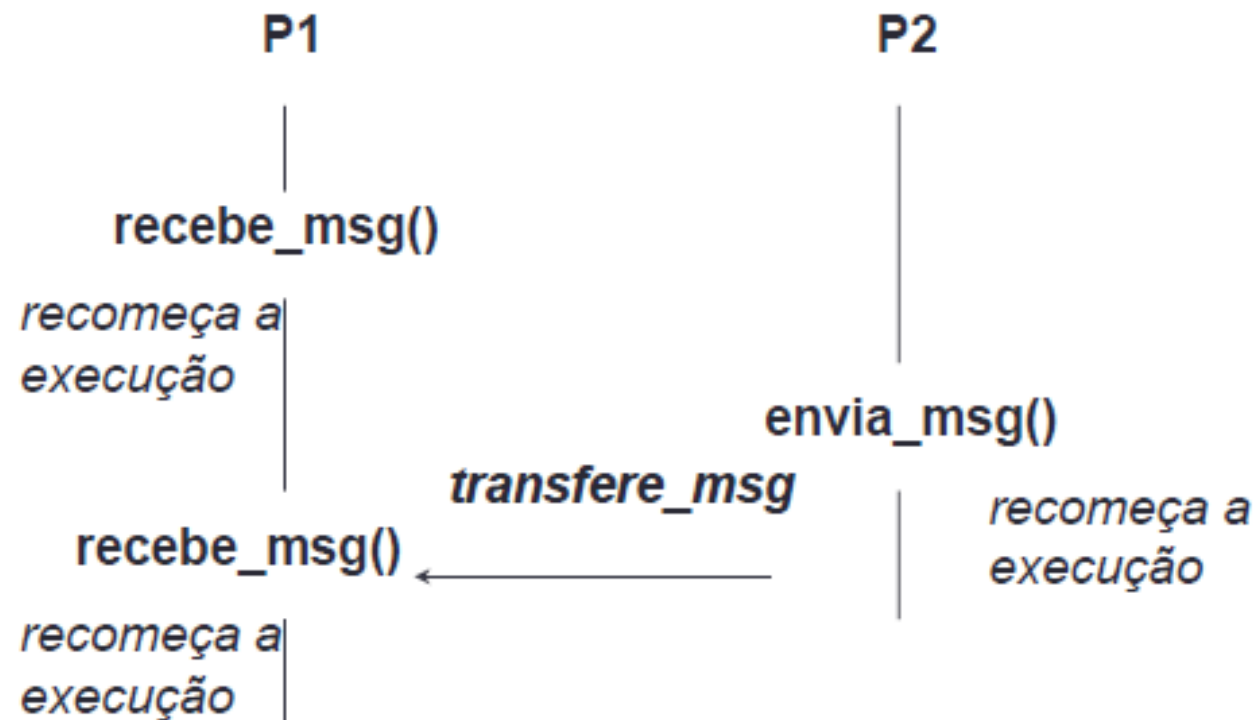 P1
P2
recebe_msg()
recomeça a
execução
envia_msg()
transfere_msg
recomeça a
execução
recebe_msg()
recomeça a
execução